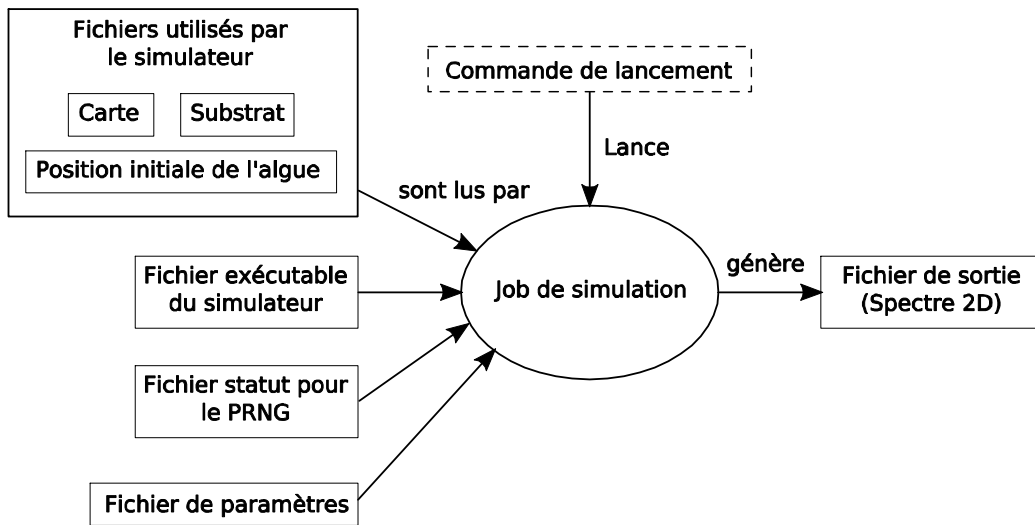 Fichiers utilisés par
le simulateur
Carte
Substrat
Position initiale de l'algue
Commande de lancement
Lance
sont lus par
Fichier exécutable
du simulateur
Job de simulation
génère
Fichier de sortie
(Spectre 2D)
Fichier statut pour
le PRNG
Fichier de paramètres